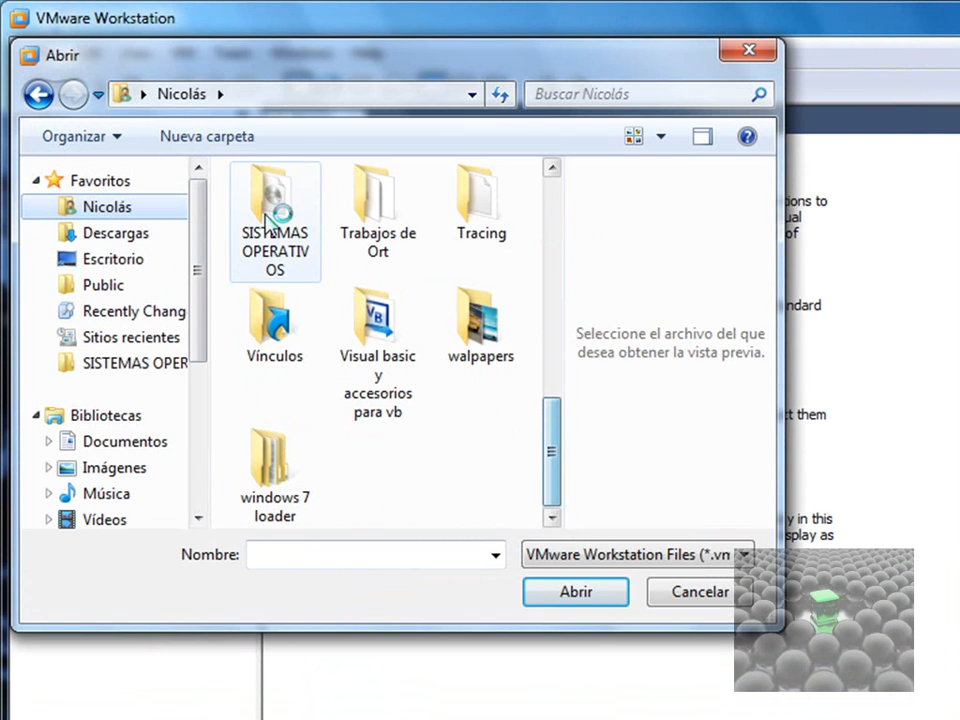 VMware Workstation
Abrir
Nicolás
Buscar Nicolás
Organizar
Nueva carpeta
Favoritos
Nicolás
Descargas
Escritorio
Public
Recently Chang
Sitios recientes
SISTEMAS OPER
Bibliotecas
Documentos
Imágenes
Música
Vídeos
SISTEMAS
OPERATIV
OS
Trabajos de
Ort
Tracing
Vínculos
Visual basic
y
accesorios
para vb
walpapers
windows 7
loader
Seleccione el archivo del que
desea obtener la vista previa.
ions to
ual
of
ndard
ct them
y in this
splay as
Nombre:
VMware Workstation Files (*.vn
Abrir
Cancelar